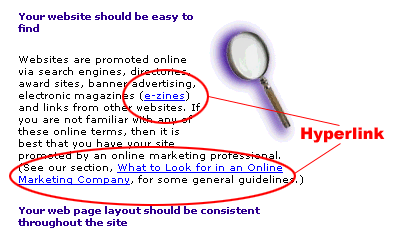 Your website should be easy to
find
Websites are promoted online
via search engines, directories,
award sites, banner advertising,
electronic magazines (e-zines)
and links from other websites. If
you are not familiar with any of
these online terms, then it is
best that you have your site
promoted by an online marketing professional.
(See our section, What to Look for in an Online
Marketing Company, for some general guidelines.)
Your web page layout should be consistent
throughout the site
Hyperlink